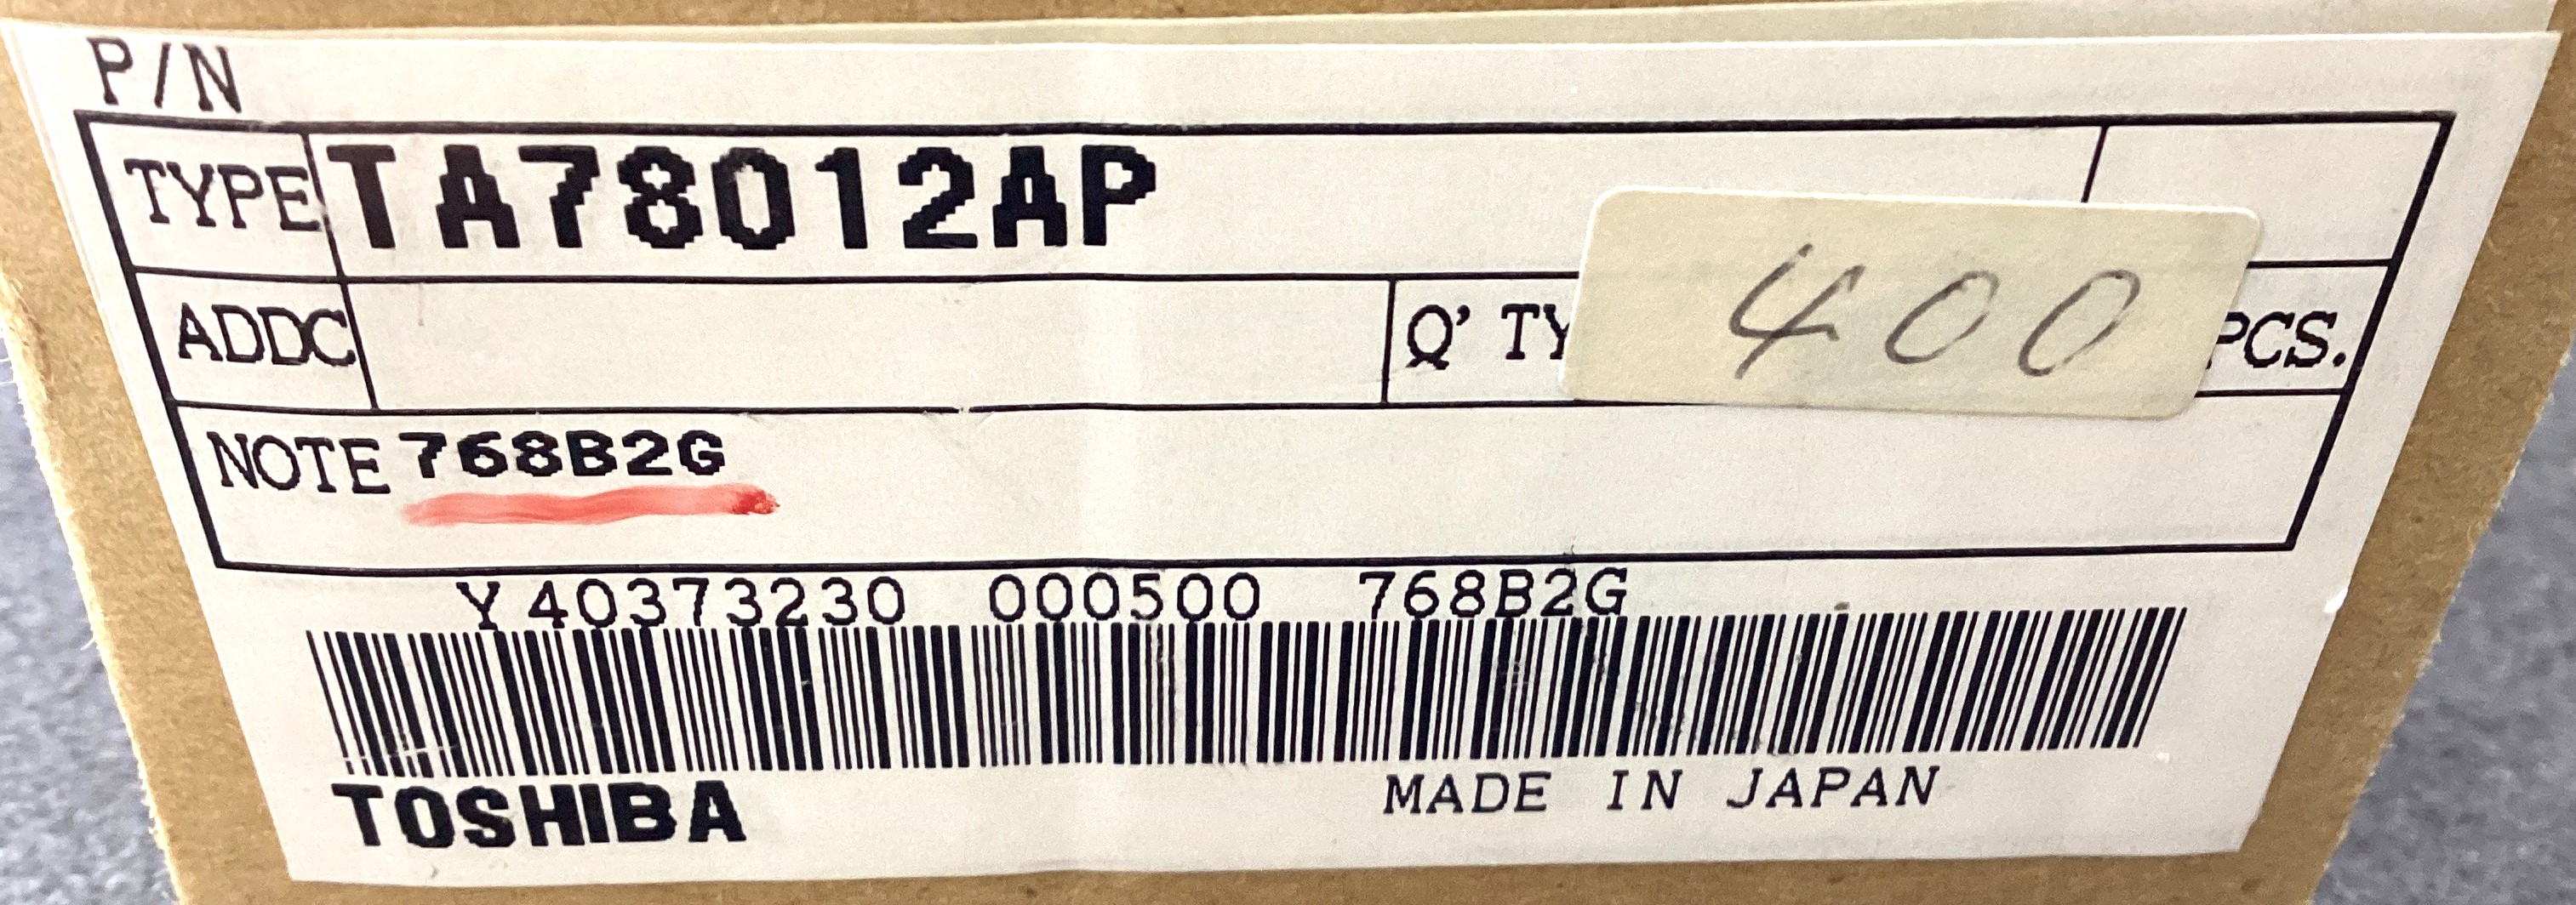 P/N
TYPE TA78012AP
ADDC Q'TY 400 PCS.
NOTE 768B2G
Y40373230 000500 768B2G
TOSHIBA MADE IN JAPAN